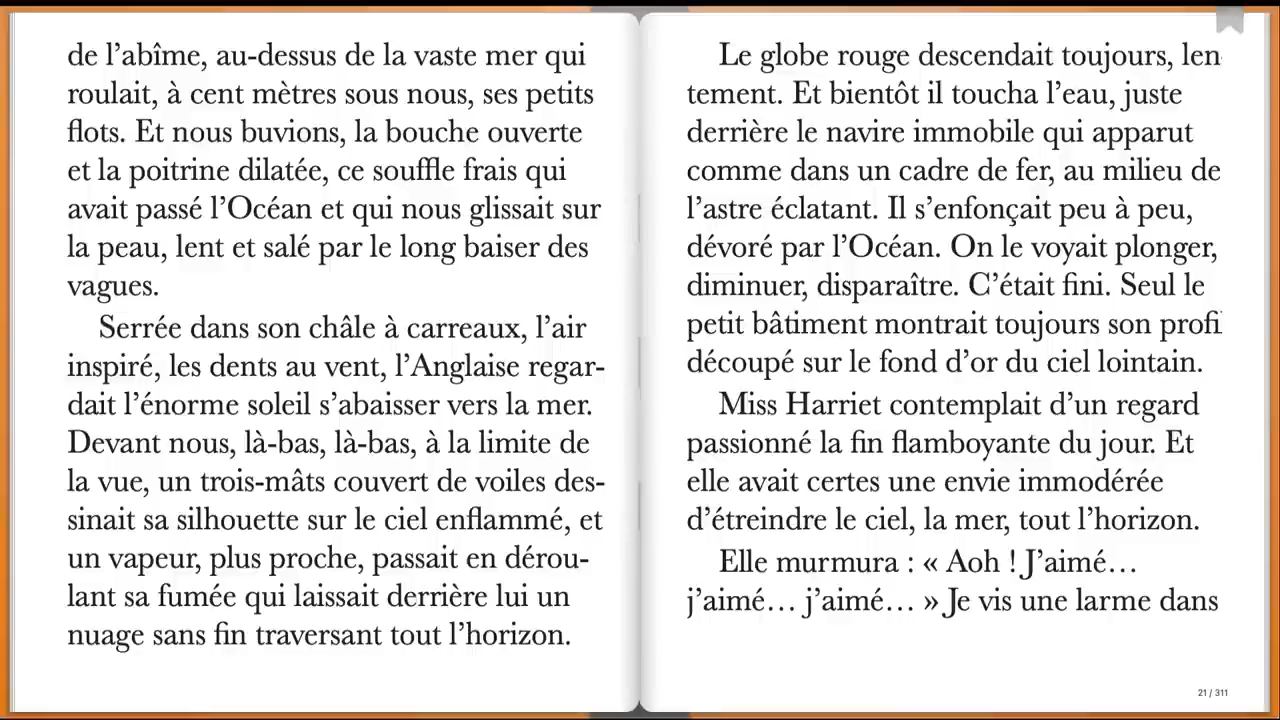 de l’abîme, au-dessus de la vaste mer qui
roulait, à cent mètres sous nous, ses petits
flots. Et nous buvions, la bouche ouverte
et la poitrine dilatée, ce souffle frais qui
avait passé l’Océan et qui nous glissait sur
la peau, lent et salé par le long baiser des
vagues.
Serrée dans son châle à carreaux, l’air
inspiré, les dents au vent, l’Anglaise regar-
dait l’énorme soleil s’abaisser vers la mer.
Devant nous, là-bas, là-bas, à la limite de
la vue, un trois-mâts couvert de voiles des-
sinait sa silhouette sur le ciel enflammé, et
un vapeur, plus proche, passait en dérou-
lant sa fumée qui laissait derrière lui un
nuage sans fin traversant tout l’horizon.
Le globe rouge descendait toujours, len-
tement. Et bientôt il toucha l’eau, juste
derrière le navire immobile qui apparut
comme dans un cadre de fer, au milieu de
l’astre éclatant. Il s’enfonçait peu à peu,
dévoré par l’Océan. On le voyait plonger,
diminuer, disparaître. C’était fini. Seul le
petit bâtiment montrait toujours son profil
découpé sur le fond d’or du ciel lointain.
Miss Harriet contemplait d’un regard
passionné la fin flamboyante du jour. Et
elle avait certes une envie immodérée
d’étreindre le ciel, la mer, tout l’horizon.
Elle murmura : « Aoh ! J’aimé…
j’aimé… j’aimé… » Je vis une larme dans
21 / 311